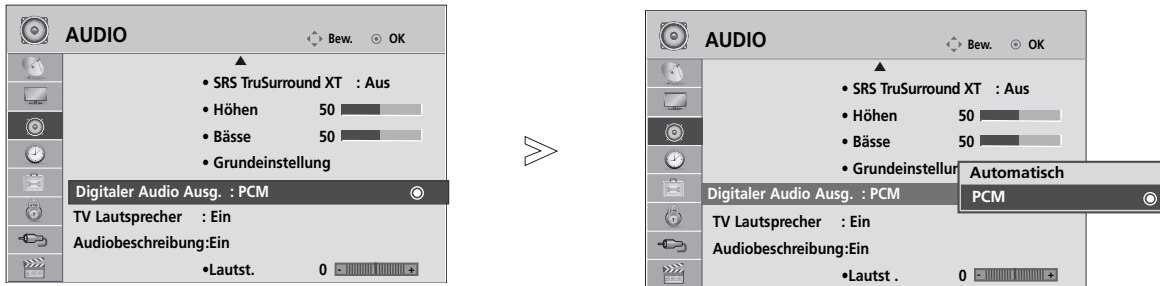 AUDIO Bew. OK
• SRS TruSurround XT : Aus
• Höhen 50
• Bässe 50
• Grundeinstellung
Digitaler Audio Ausg. : PCM
TV Lautsprecher : Ein
Audiobeschreibung:Ein
•Lautst. 0 - +
>
AUDIO Bew. OK
• SRS TruSurround XT : Aus
• Höhen 50
• Bässe 50
• Grundeinstellur
Automatisch
PCM
Digitaler Audio Ausg. : PCM
TV Lautsprecher : Ein
Audiobeschreibung:Ein
•Lautst . 0 - +